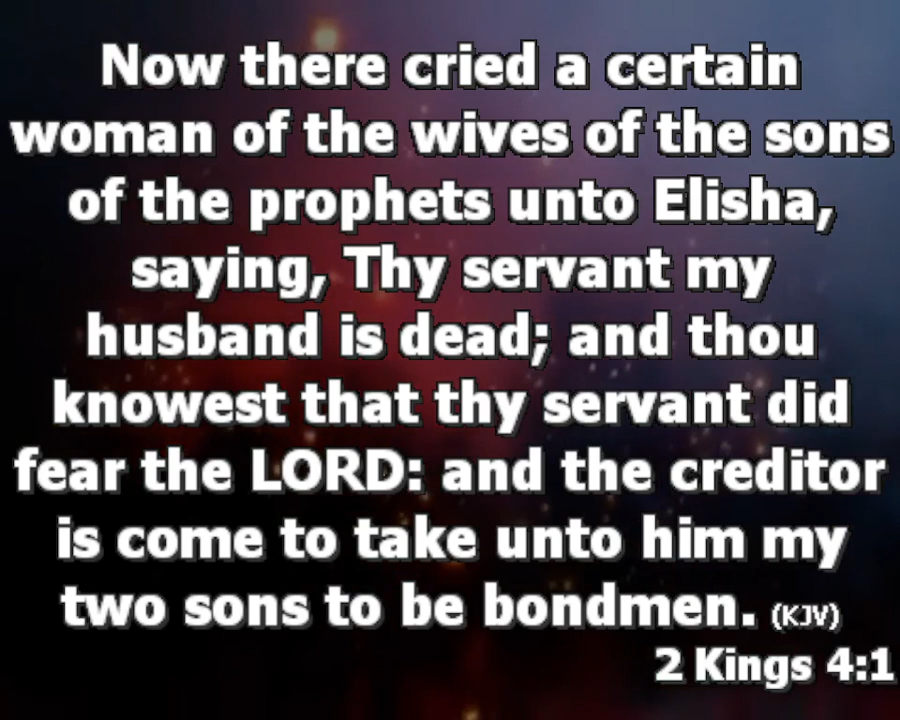 Now there cried a certain
woman of the wives of the sons
of the prophets unto Elisha,
saying, Thy servant my
husband is dead; and thou
knowest that thy servant did
fear the LORD: and the creditor
is come to take unto him my
two sons to be bondmen. (KJV)
2 Kings 4:1